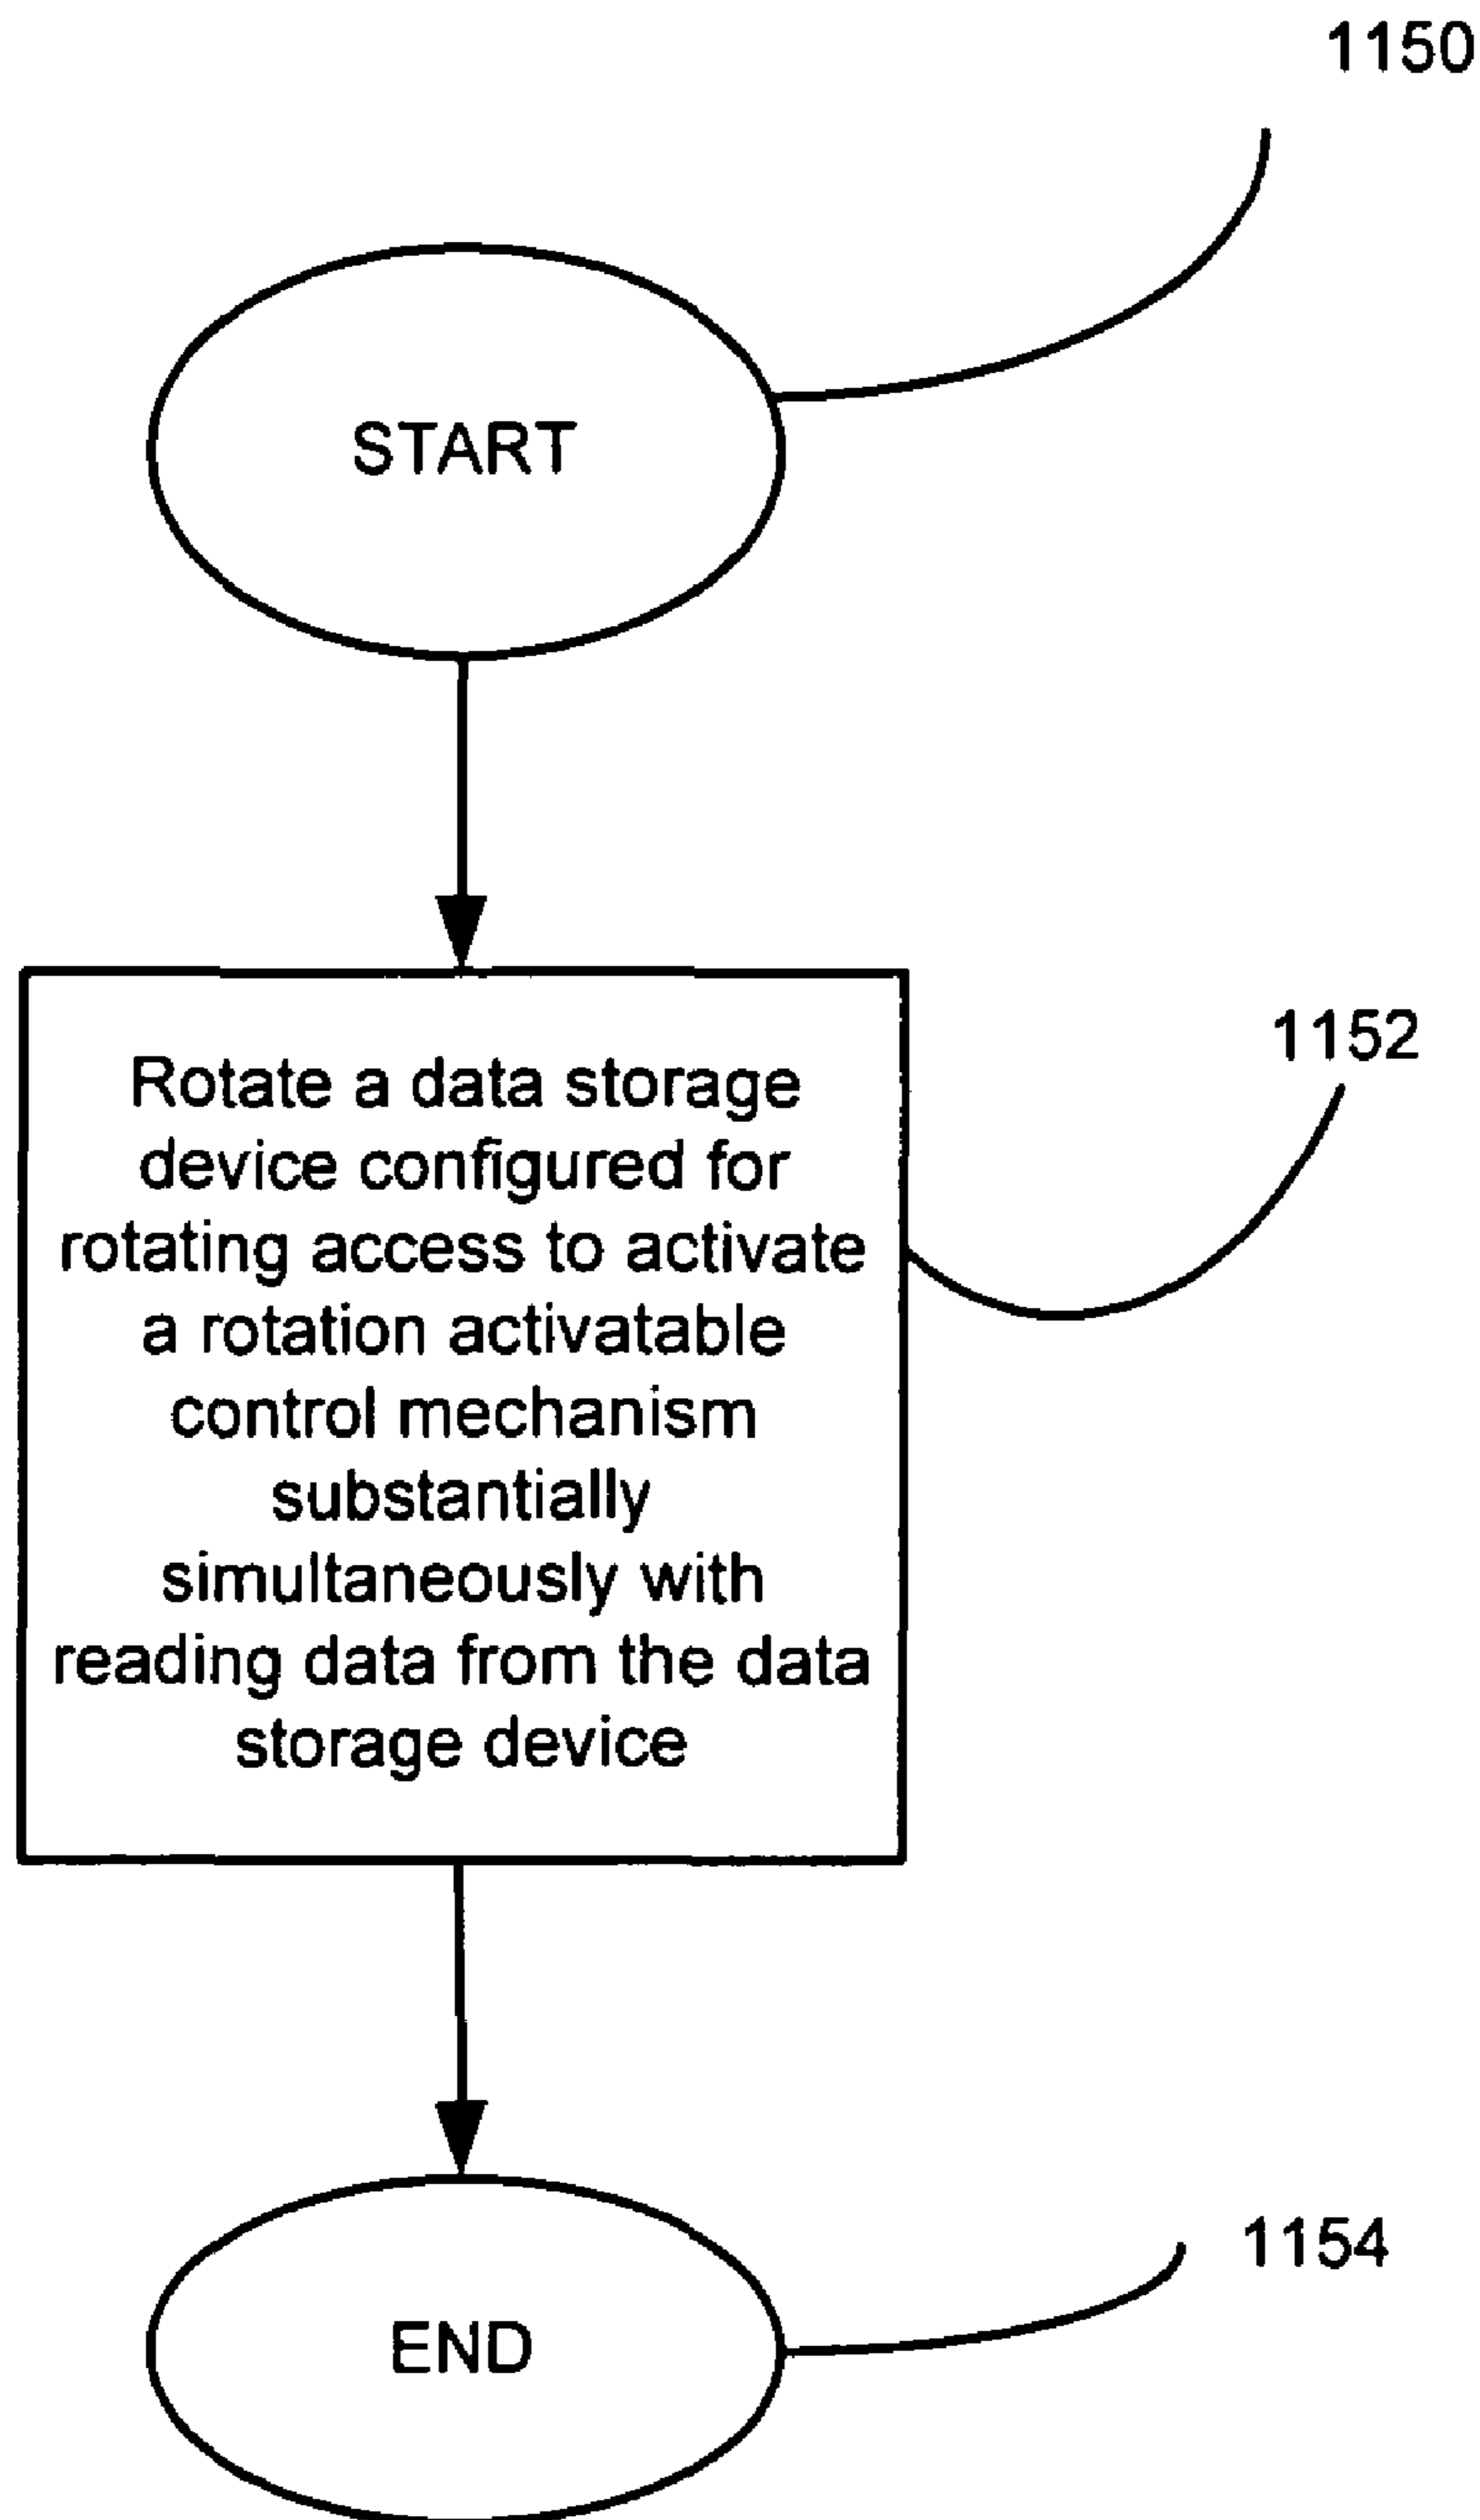 1150
START
1152
Rotate a data storage
device configured for
rotating access to activate
a rotation activatable
control mechanism
substantially
simultaneously with
reading data from the data
storage device
1154
END